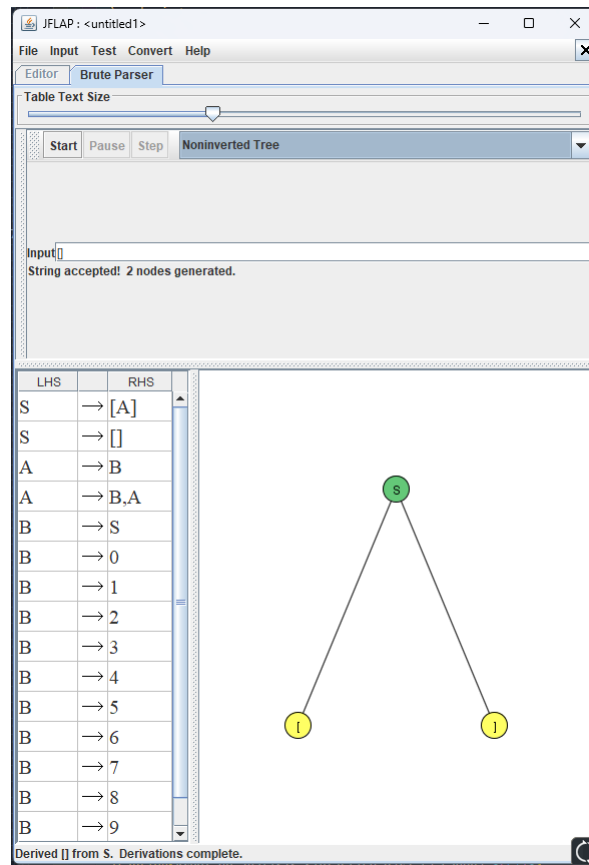 JFLAP : <untitled1>
File Input Test Convert Help
Editor Brute Parser
Table Text Size
Start Pause Step Noninverted Tree
Input[]
String accepted! 2 nodes generated.
LHS RHS
S → [A]
S → []
A → B
A → B,A
B → S
B → 0
B → 1
B → 2
B → 3
B → 4
B → 5
B → 6
B → 7
B → 8
B → 9
S
[ ]
Derived [] from S. Derivations complete.